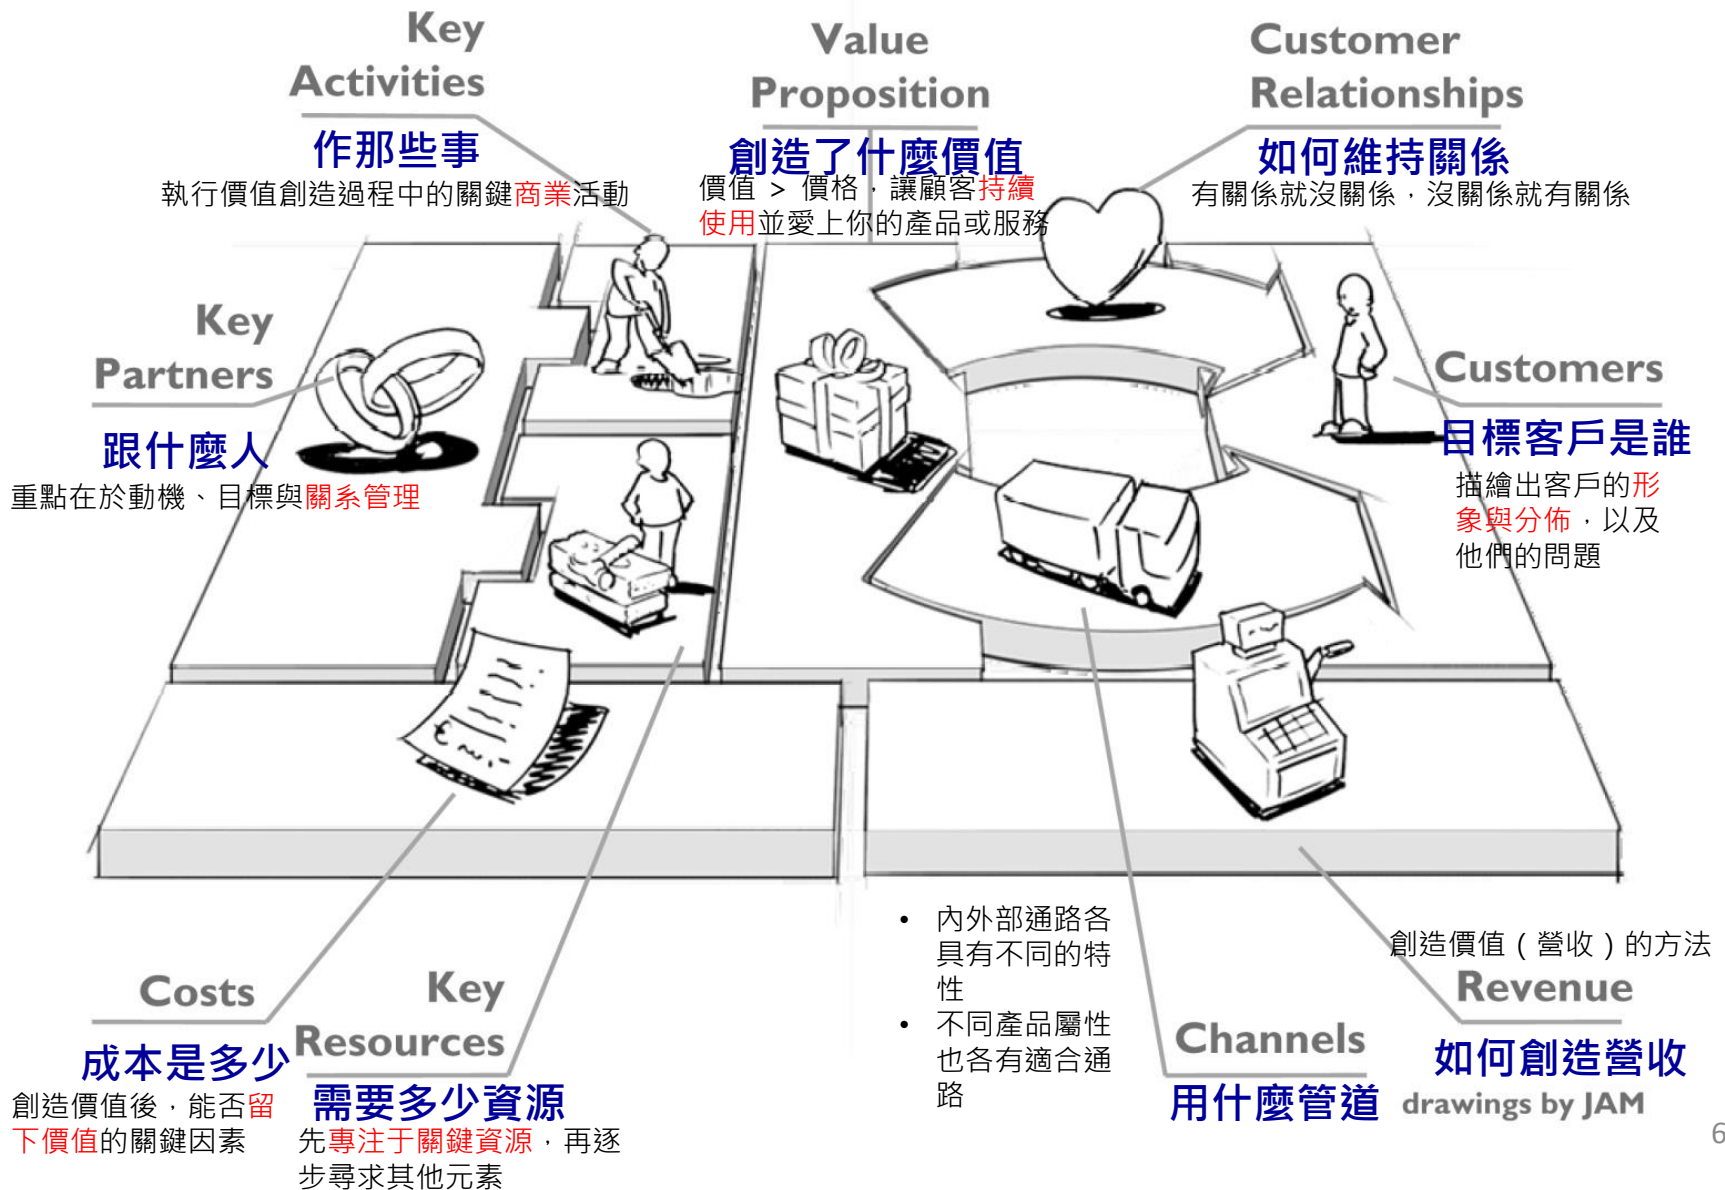 Key
Activities
作那些事
執行價值創造過程中的關鍵商業活動
Value
Proposition
創造了什麼價值
價值 > 價格，讓顧客持續
使用並愛上你的產品或服務
Customer
Relationships
如何維持關係
有關係就沒關係，沒關係就有關係
Key
Partners
跟什麼人
重點在於動機、目標與關系管理
Customers
目標客戶是誰
描繪出客戶的形
象與分佈，以及
他們的問題
Costs
成本是多少
創造價值後，能否留
下價值的關鍵因素
Key
Resources
需要多少資源
先專注于關鍵資源，再逐
步尋求其他元素
• 內外部通路各
具有不同的特
性
• 不同產品屬性
也各有適合通
路
Channels
用什麼管道
創造價值（營收）的方法
Revenue
如何創造營收
drawings by JAM
6